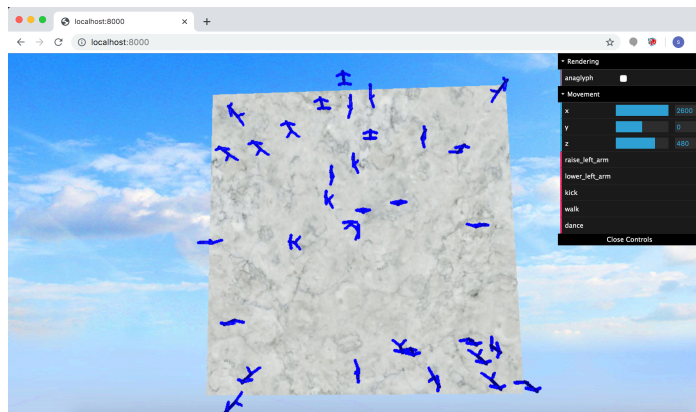 localhost:8000
localhost:8000
S
Rendering
anaglyph
Movement
x 2600
y 0
z 480
raise_left_arm
lower_left_arm
kick
walk
dance
Close Controls